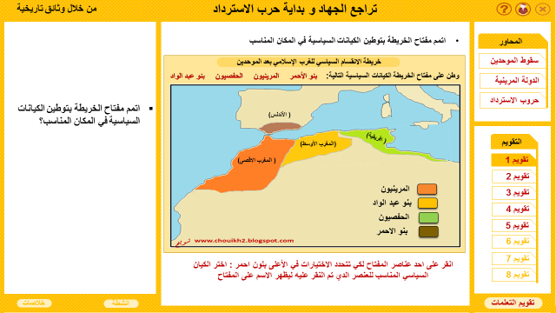 تراجع الجهاد و بداية حرب الاسترداد
من خلال وثائق تاريخية
المحاور
سقوط الموحدين
الدولة المرينية
حروب الاسترداد
التقويم
تقويم 1
تقويم 2
تقويم 3
تقويم 4
تقويم 5
تقويم 6
تقويم 7
تقويم 8
تقويم التعلمات
• اتمم مفتاح الخريطة بتوطين الكيانات السياسية في المكان المناسب
خريطة الانقسام السياسي للغرب الإسلامي بعد الموحدين
وطن على مفتاح الخريطة الكيانات السياسية التالية: بنو الأحمر المرينيون الحفصيون بنو عبد الواد
(الأندلس)
(افريقية)
(المغرب الأوسط)
(المغرب الأقصى)
المرينيون
بنو عبد الواد
الحفصيون
بنو الاحمر
www.chouikh2.blogspot.com
انقر على احد عناصر المفتاح لكي تتحدد الاختيارات في الأعلى بلون احمر : اختر الكيان
السياسي المناسب للعنصر الدي تم النقر عليه ليظهر الاسم على المفتاح
▪ اتمم مفتاح الخريطة بتوطين الكيانات
السياسية في المكان المناسب؟
الأنشطة